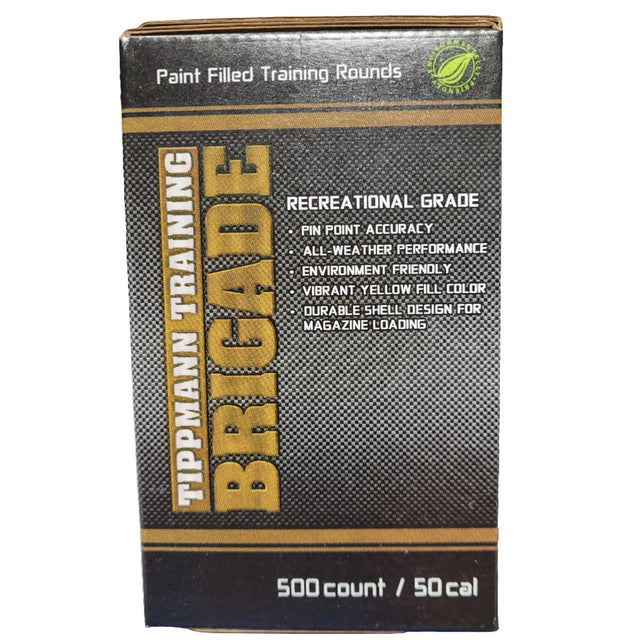 Paint Filled Training Rounds
TIPPMANN TRAINING
BRIGADE
RECREATIONAL GRADE
• PIN POINT ACCURACY
• ALL-WEATHER PERFORMANCE
• ENVIRONMENT FRIENDLY
• VIBRANT YELLOW FILL COLOR
• DURABLE SHELL DESIGN FOR
MAGAZINE LOADING
500 count / 50 cal